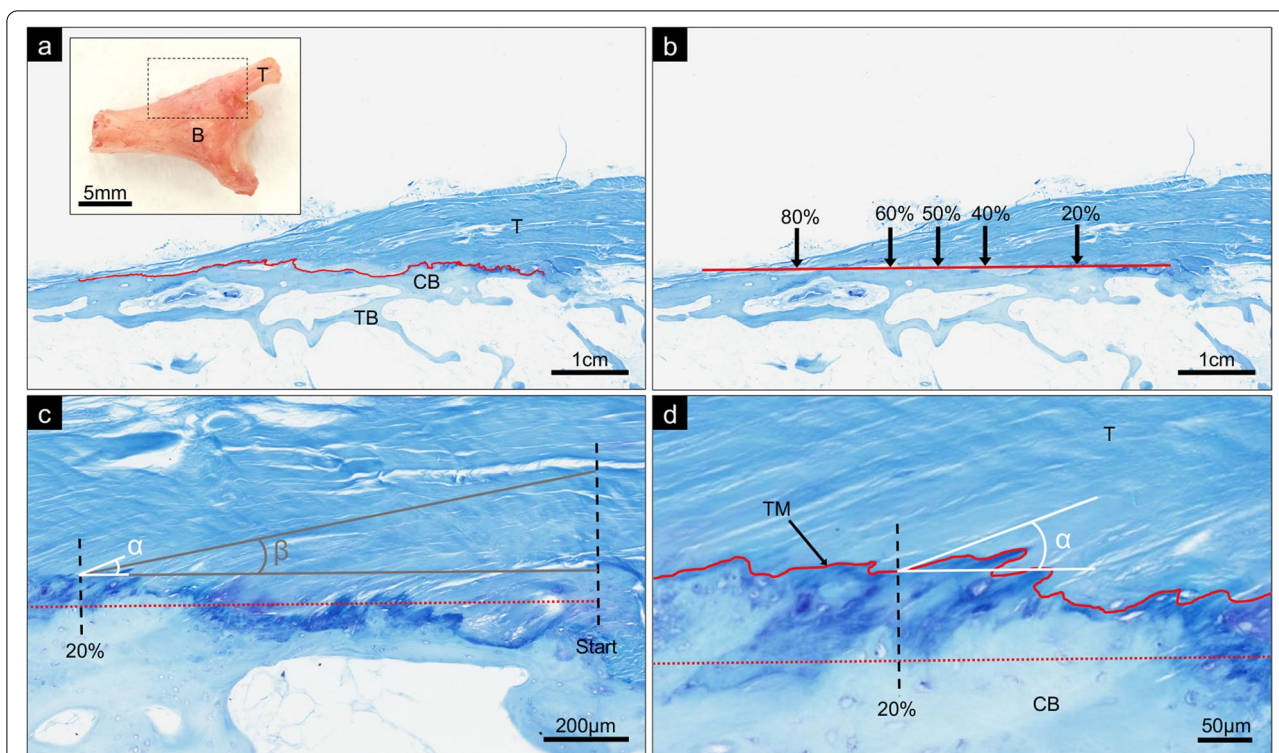 a
T
B
5mm
T
CB
TB
1cm
b
80%
60%
50%
40%
20%
1cm
c
α
β
20%
Start
200μm
d
T
TM
α
20%
CB
50μm